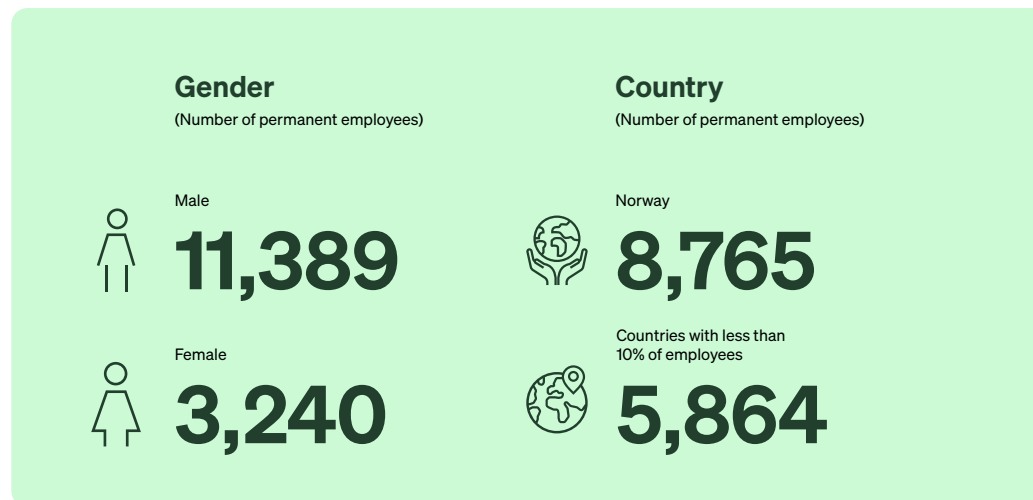 Gender
(Number of permanent employees)
Male
11,389
Female
3,240
Country
(Number of permanent employees)
Norway
8,765
Countries with less than
10% of employees
5,864